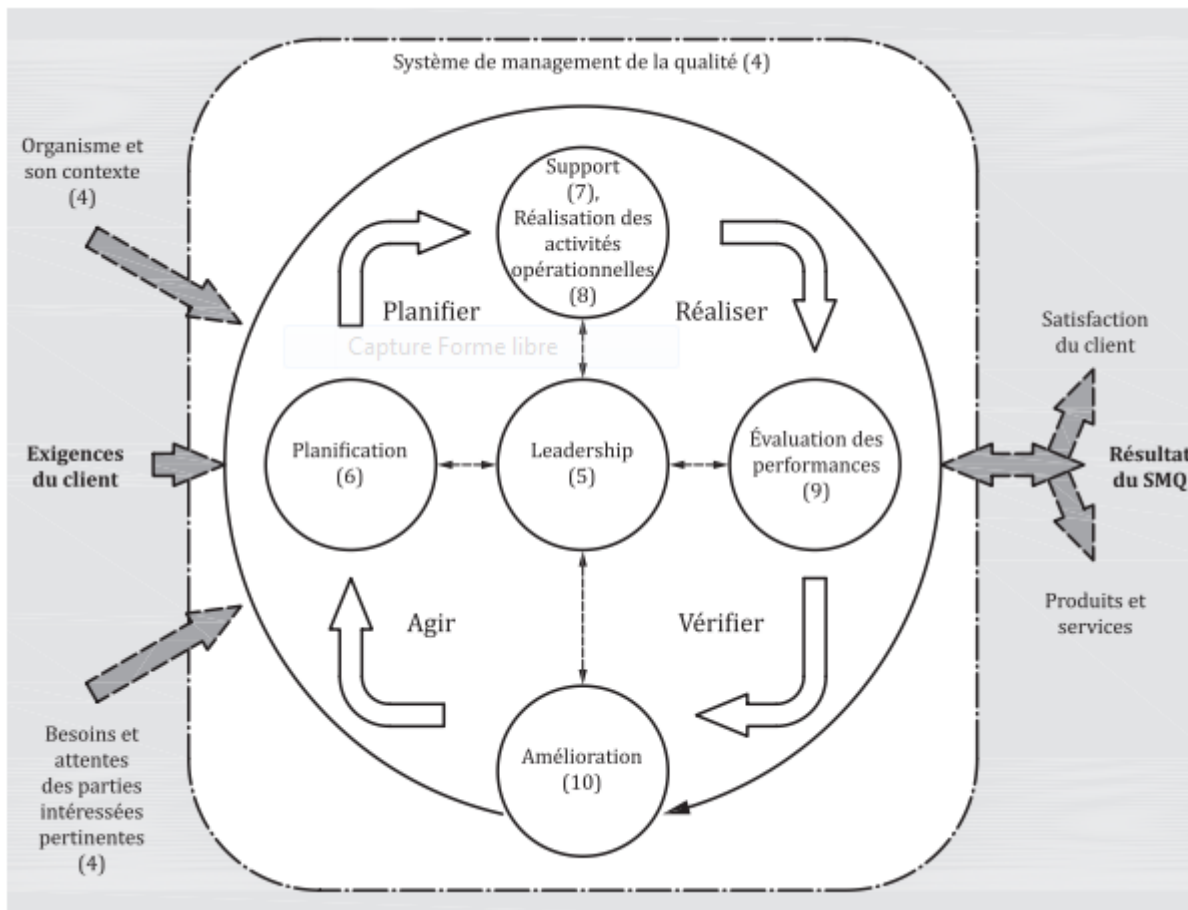 Système de management de la qualité (4)
Organisme et
son contexte
(4)
Support
(7),
Réalisation des
activités
opérationnelles
(8)
Planifier
Réaliser
Capture Forme libre
Satisfaction
du client
Exigences
du client
Planification
(6)
Leadership
(5)
Évaluation des
performances
(9)
Résultat
du SMQ
Agir
Vérifier
Produits et
services
Besoins et
attentes
des parties
intéressées
pertinentes
(4)
Amélioration
(10)